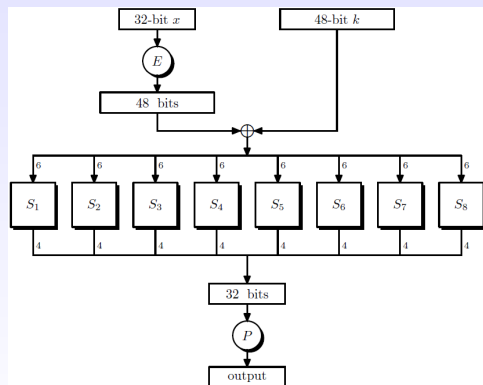 32-bit x 48-bit k
E
48 bits
6 6 6 6 6 6 6 6
S1 S2 S3 S4 S5 S6 S7 S8
4 4 4 4 4 4 4 4
32 bits
P
output